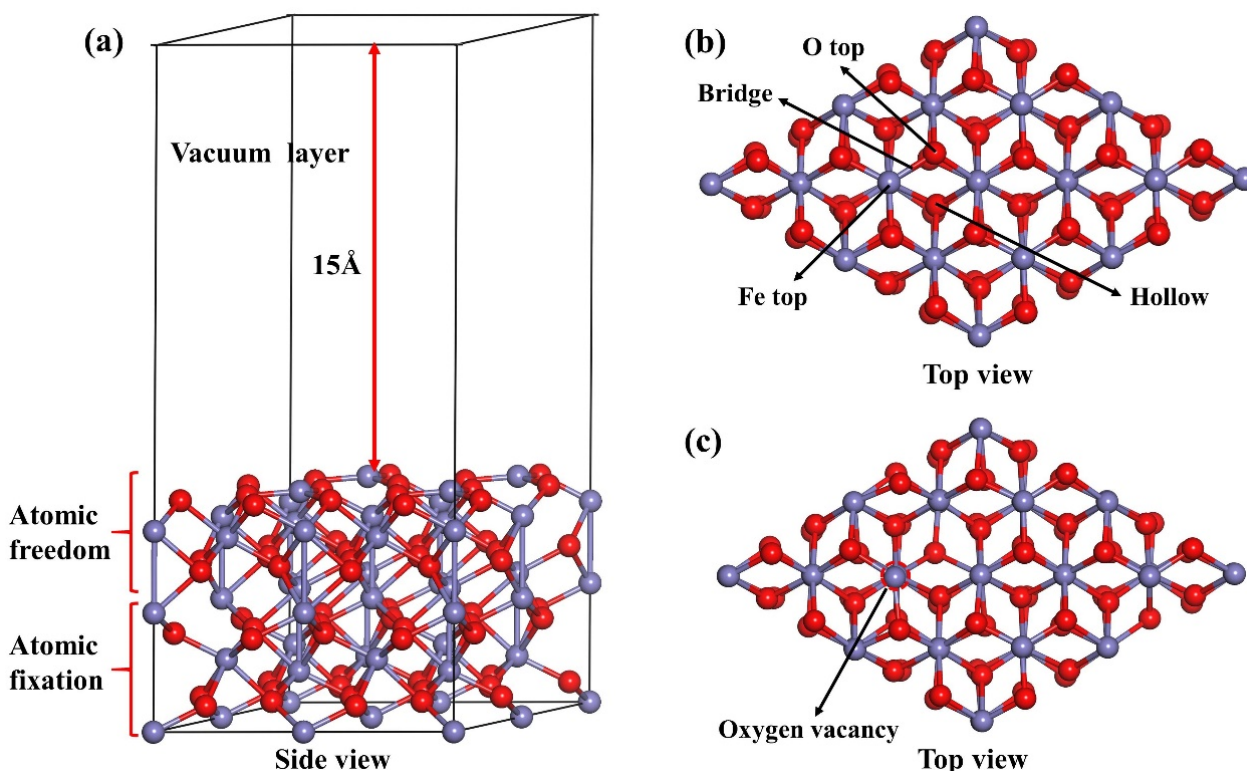 (a)
Vacuum layer
15Å
Atomic
freedom
Atomic
fixation
Side view
(b)
O top
Bridge
Fe top
Hollow
Top view
(c)
Oxygen vacancy
Top view